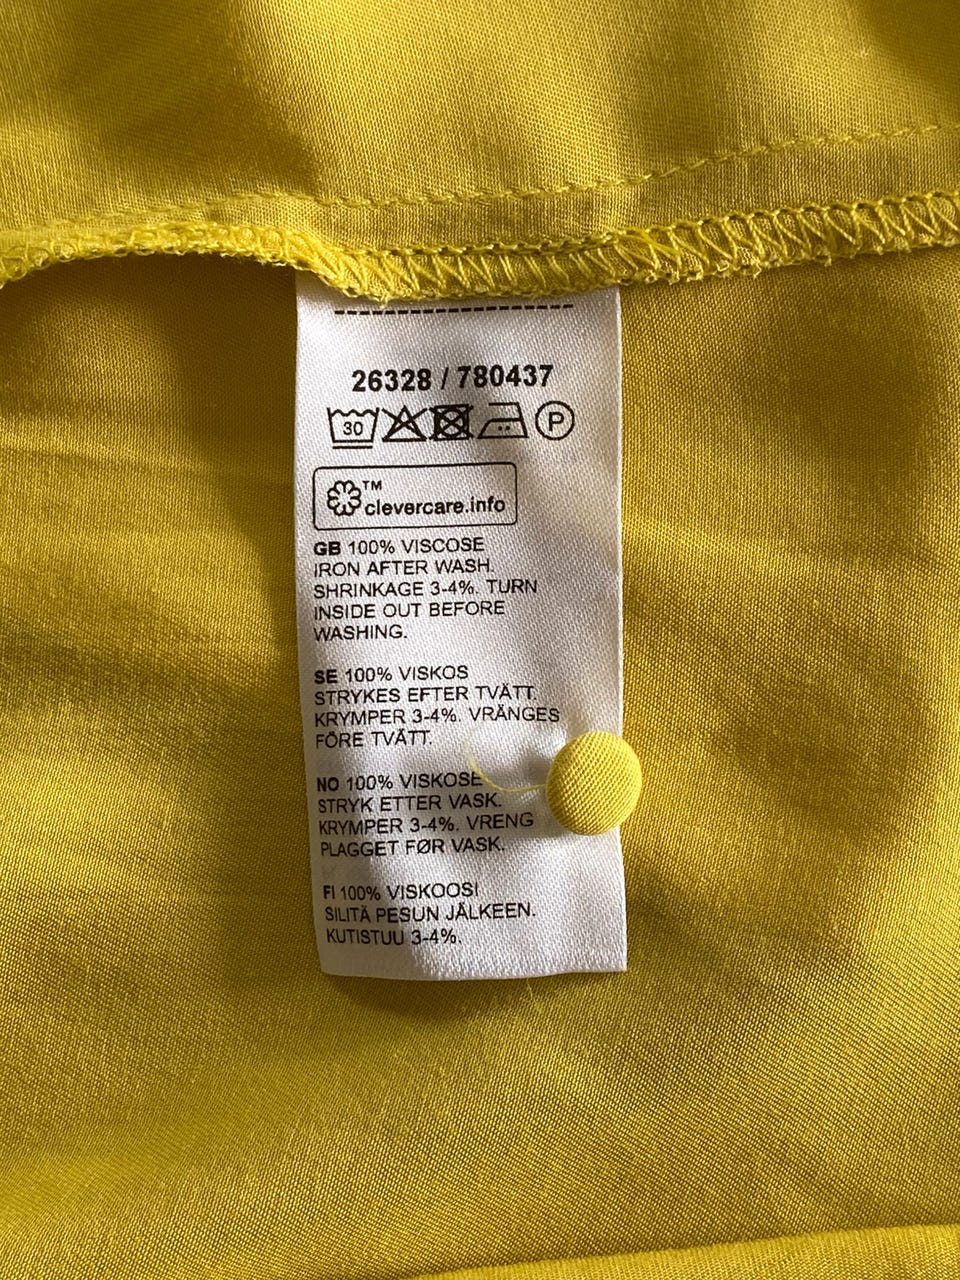 26328 / 780437
30 P
TM
clevercare.info
GB 100% VISCOSE
IRON AFTER WASH.
SHRINKAGE 3-4%. TURN
INSIDE OUT BEFORE
WASHING.
SE 100% VISKOS
STRYKES EFTER TVÄTT.
KRYMPER 3-4%. VRÄNGES
FÖRE TVÄTT.
NO 100% VISKOSE
STRYK ETTER VASK.
KRYMPER 3-4%. VRENG
PLAGGET FØR VASK.
FI 100% VISKOOSI
SILITÄ PESUN JÄLKEEN.
KUTISTUU 3-4%.